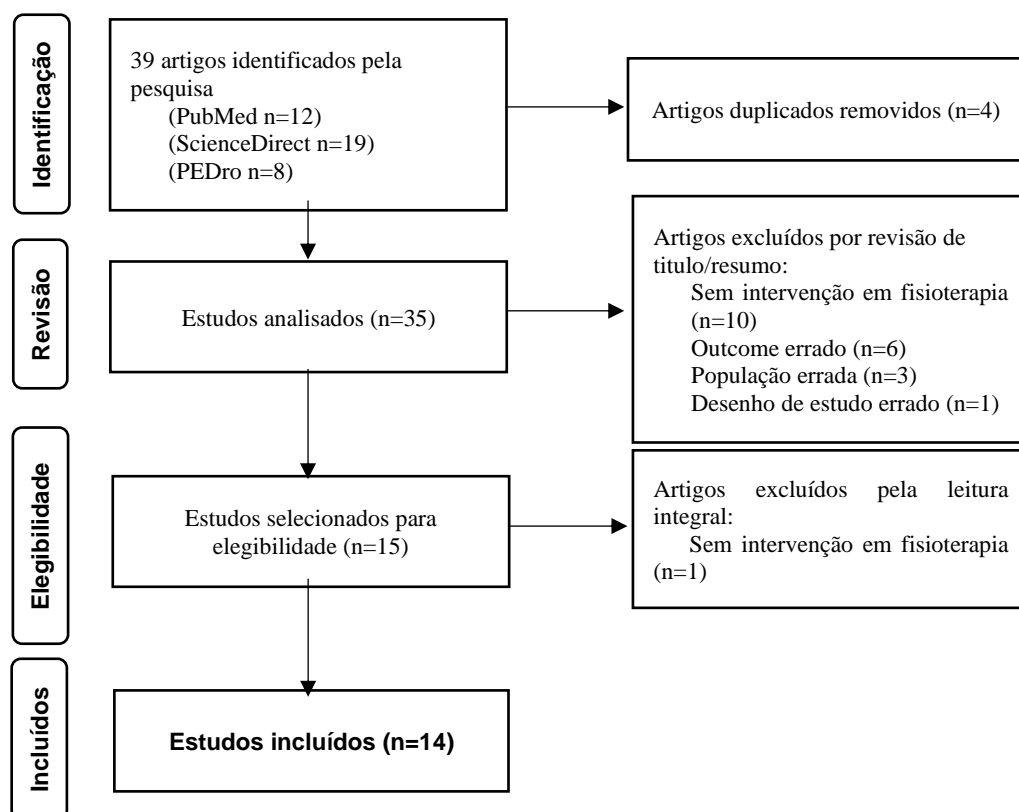 Identificação
39 artigos identificados pela
pesquisa
(PubMed n=12)
(ScienceDirect n=19)
(PEDro n=8)
Artigos duplicados removidos (n=4)
Revisão
Estudos analisados (n=35)
Artigos excluídos por revisão de
titulo/resumo:
Sem intervenção em fisioterapia
(n=10)
Outcome errado (n=6)
População errada (n=3)
Desenho de estudo errado (n=1)
Elegibilidade
Estudos selecionados para
elegibilidade (n=15)
Artigos excluídos pela leitura
integral:
Sem intervenção em fisioterapia
(n=1)
Incluídos
Estudos incluídos (n=14)